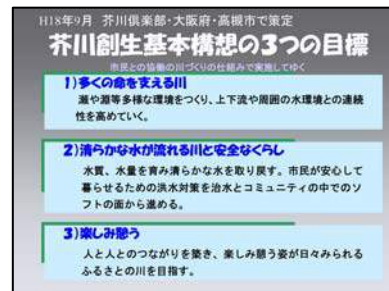 H18年9月　芥川倶楽部・大阪府・高槻市で策定
芥川創生基本構想の3つの目標
市民との協働の川づくりの仕組みで実施してゆく
1)多くの命を支える川
瀬や淵等多様な環境をつくり、上下流や周囲の水環境との連続
性を高めていく。
2)清らかな水が流れる川と安全なくらし
水質、水量を育み清らかな水を取り戻す。市民が安心して
暮らせるための洪水対策を治水とコミュニティの中でのソ
フトの面から進める。
3)楽しみ憩う
人と人とのつながりを築き、楽しみ憩う姿が日々みられる
ふるさとの川を目指す。